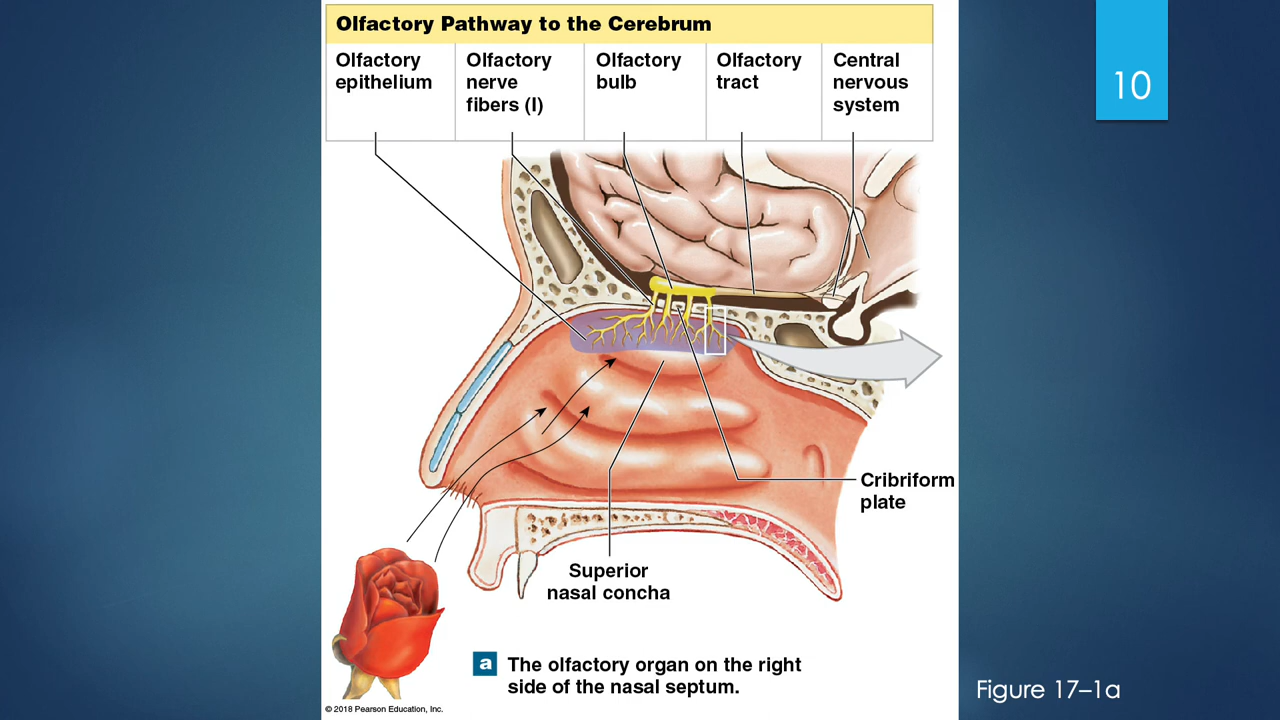 Olfactory Pathway to the Cerebrum
Olfactory
epithelium
Olfactory
nerve
fibers (I)
Olfactory
bulb
Olfactory
tract
Central
nervous
system
10
Cribriform
plate
Superior
nasal concha
a The olfactory organ on the right
side of the nasal septum.
Figure 17–1a
© 2018 Pearson Education, Inc.